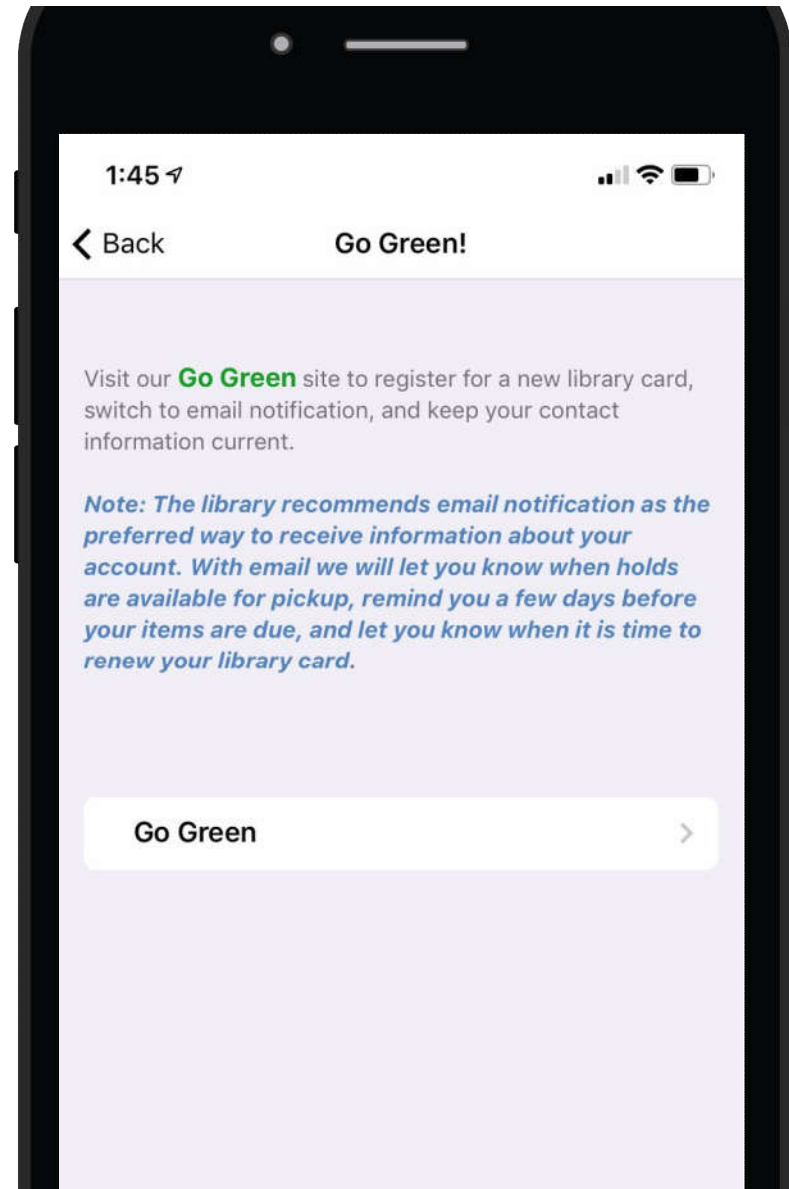 1:45
Back
Go Green!
Visit our Go Green site to register for a new library card,
switch to email notification, and keep your contact
information current.
Note: The library recommends email notification as the
preferred way to receive information about your
account. With email we will let you know when holds
are available for pickup, remind you a few days before
your items are due, and let you know when it is time to
renew your library card.
Go Green